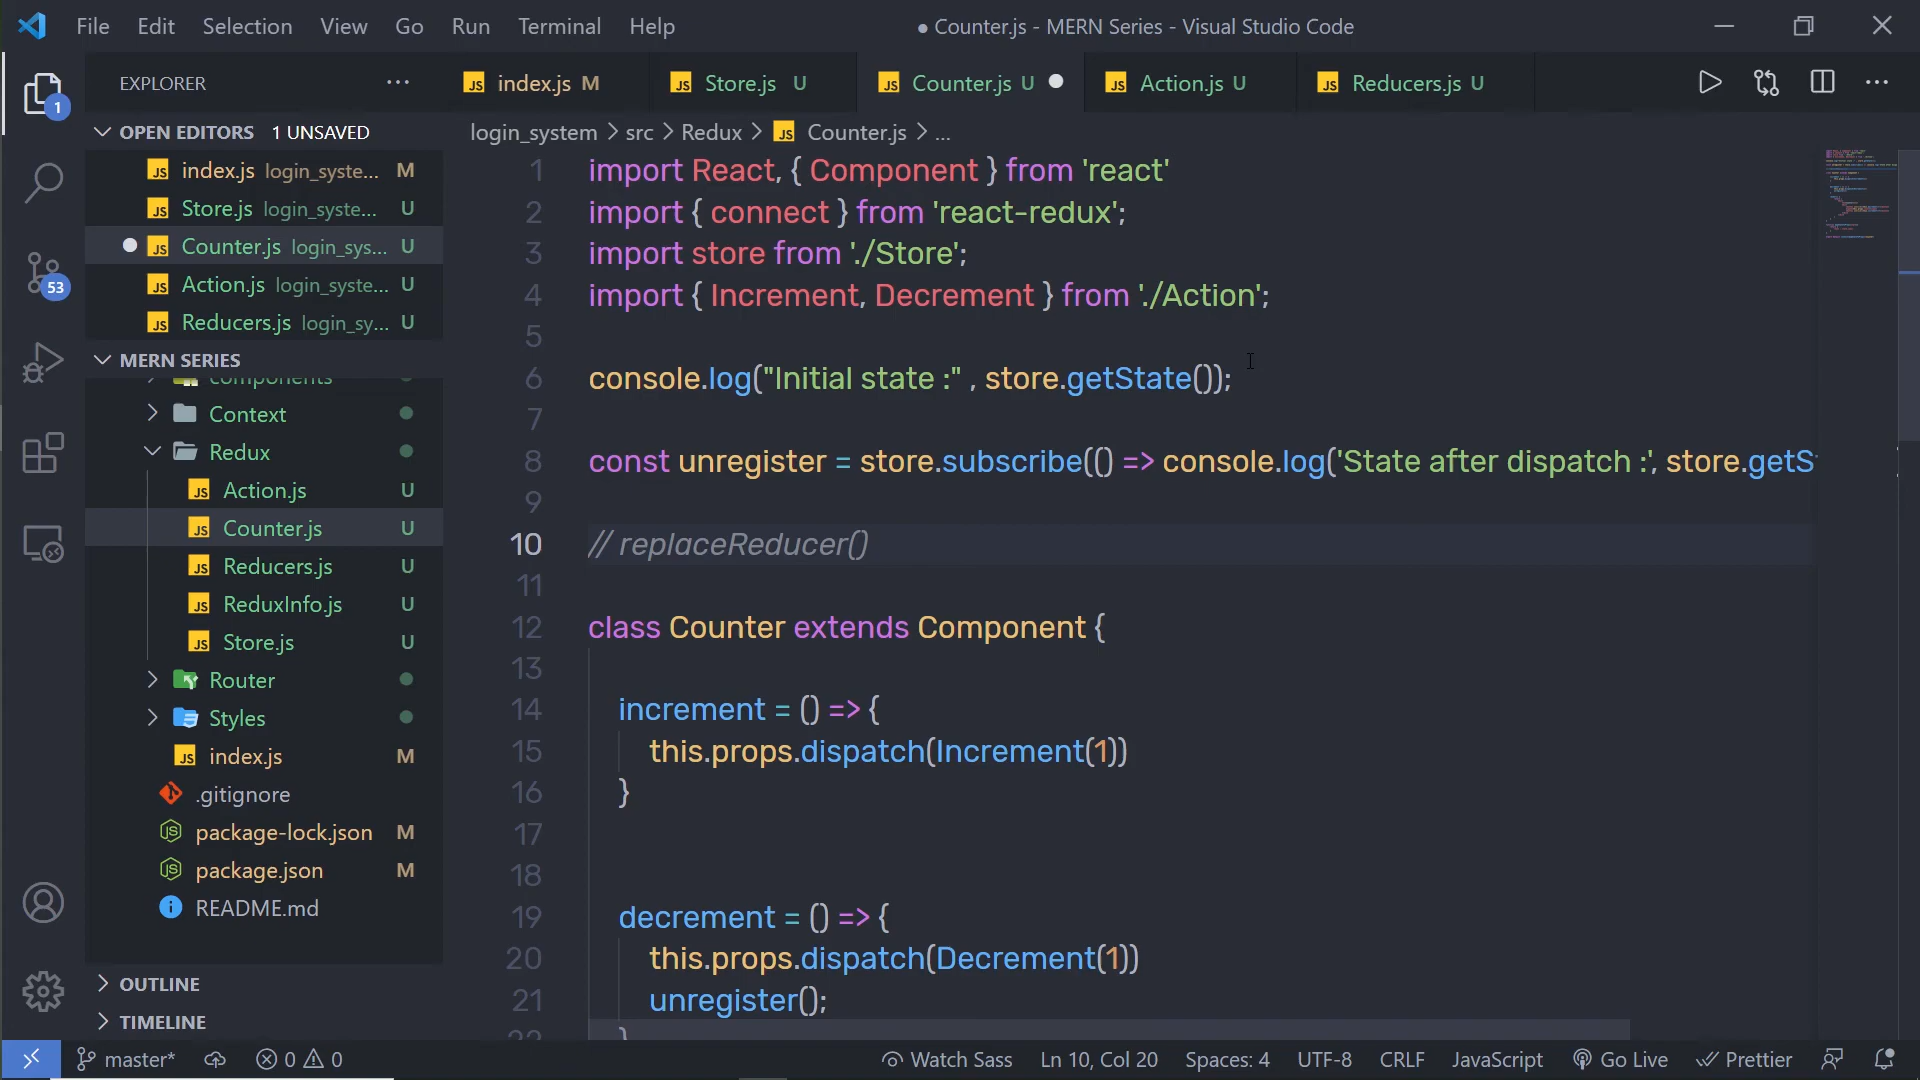 File Edit Selection View Go Run Terminal Help
● Counter.js - MERN Series - Visual Studio Code
EXPLORER
index.js M Store.js U Counter.js U Action.js U Reducers.js U
OPEN EDITORS 1 UNSAVED
index.js login_syste... M
Store.js login_syste... U
Counter.js login_sys... U
Action.js login_syste... U
Reducers.js login_sy... U
MERN SERIES
components
Context
Redux
Action.js U
Counter.js U
Reducers.js U
ReduxInfo.js U
Store.js U
Router
Styles
index.js M
.gitignore
package-lock.json M
package.json M
README.md
OUTLINE
TIMELINE
1
53
login_system > src > Redux > Counter.js > ...
1 import React, { Component } from 'react'
2 import { connect } from 'react-redux';
3 import store from './Store';
4 import { Increment, Decrement } from './Action';
5
6 console.log("Initial state :" , store.getState());
7
8 const unregister = store.subscribe(() => console.log('State after dispatch :', store.getS
9
10 // replaceReducer()
11
12 class Counter extends Component {
13
14 increment = () => {
15 this.props.dispatch(Increment(1))
16 }
17
18
19 decrement = () => {
20 this.props.dispatch(Decrement(1))
21 unregister();
22 }
master* 0 0 Watch Sass Ln 10, Col 20 Spaces: 4 UTF-8 CRLF JavaScript Go Live Prettier